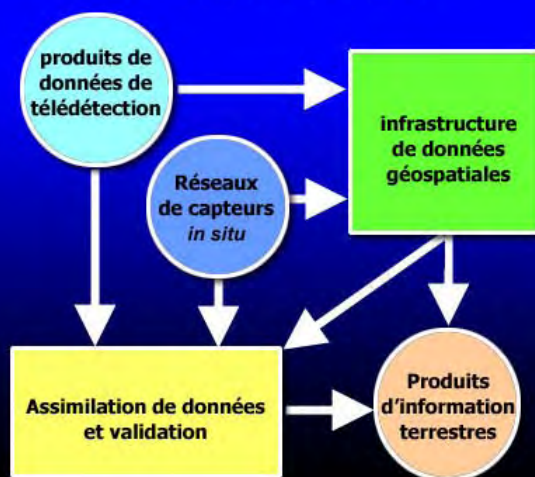 produits de
données de
télédétection
infrastructure
de données
géospatiales
Réseaux
de capteurs
in situ
Assimilation de données
et validation
Produits
d'information
terrestres